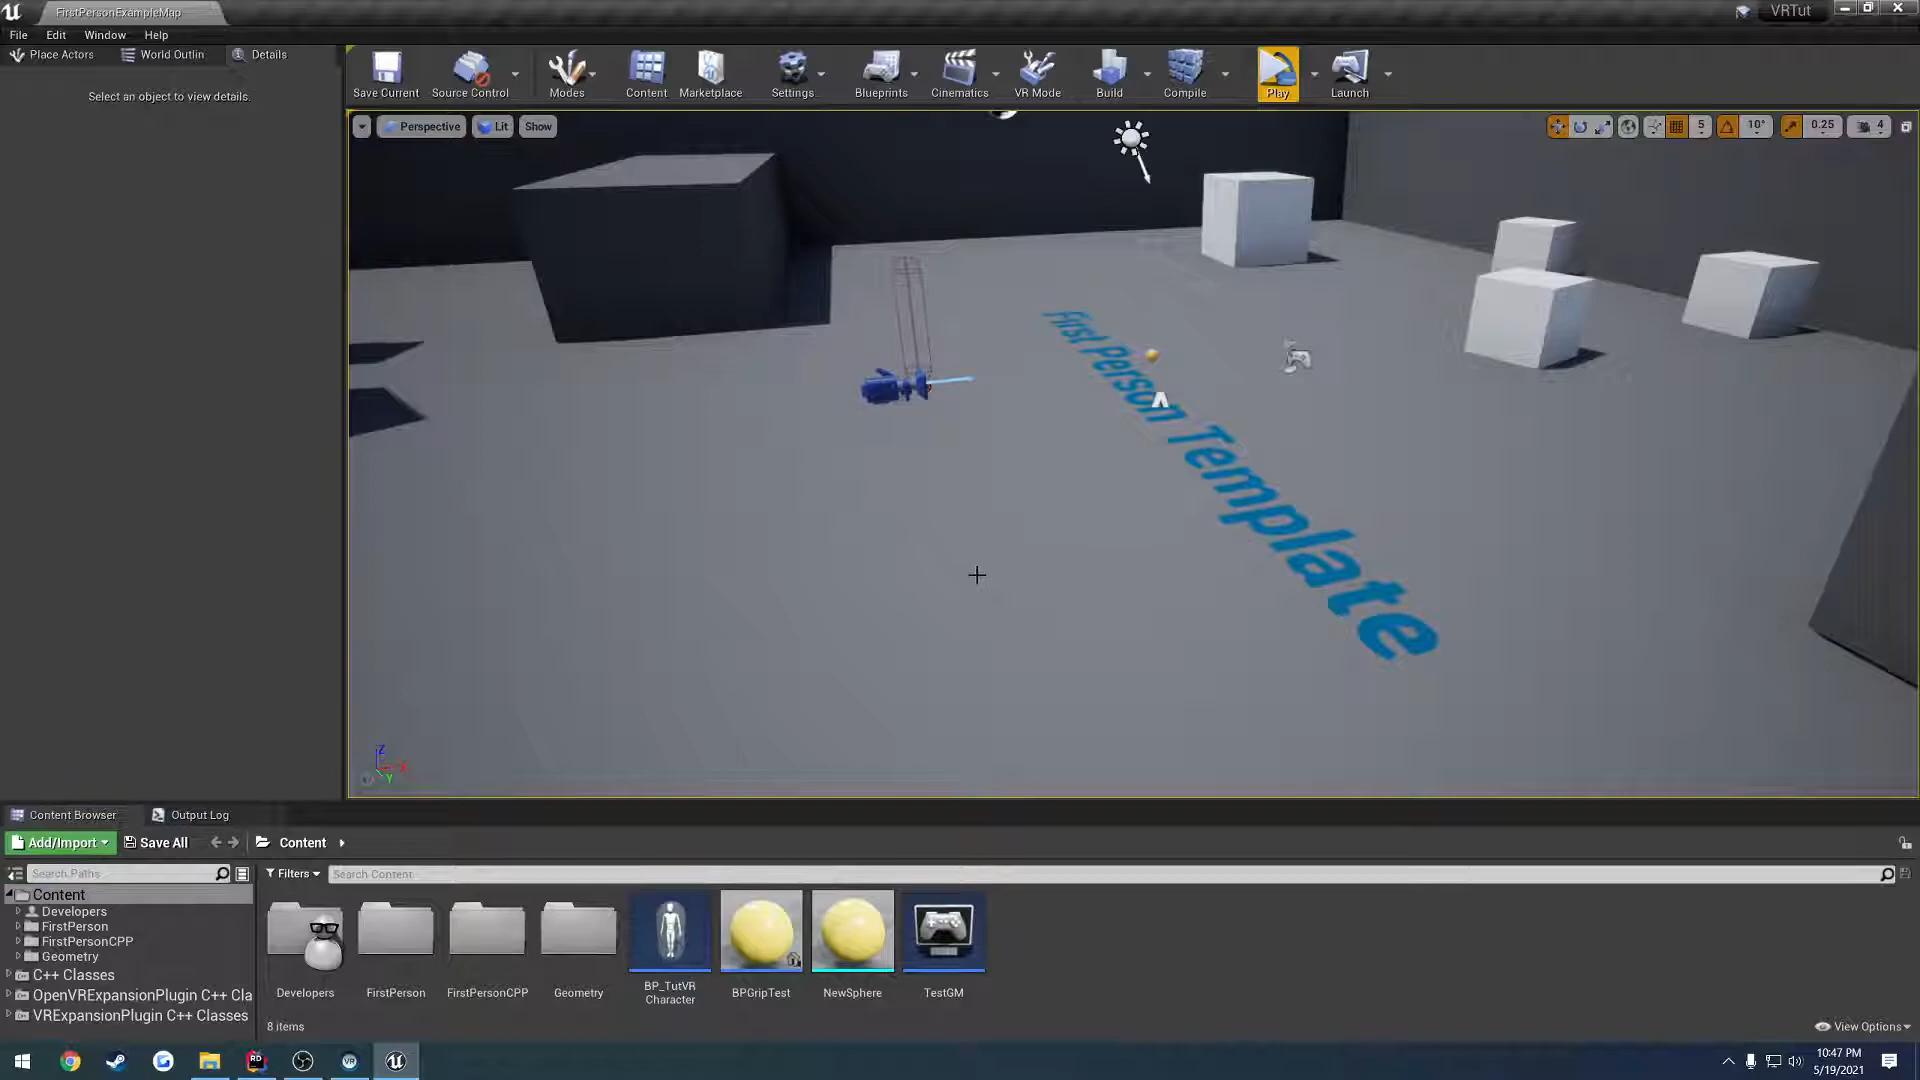 FirstPersonExampleMap
VRTut
File Edit Window Help
Place Actors World Outlin Details
Select an object to view details.
Save Current Source Control Modes Content Marketplace Settings Blueprints Cinematics VR Mode Build Compile Play Launch
Perspective Lit Show
5 10° 0.25 4
First Person Template
Z
X
Y
Content Browser Output Log
Add/Import Save All Content
Search Paths
Filters Search Content
Content
Developers
FirstPerson
FirstPersonCPP
Geometry
C++ Classes
OpenVRExpansionPlugin C++ Cla
VRExpansionPlugin C++ Classes
Developers FirstPerson FirstPersonCPP Geometry BP_TutVR
Character BPGripTest NewSphere TestGM
8 items
View Options
RD
VR
10:47 PM
5/19/2021